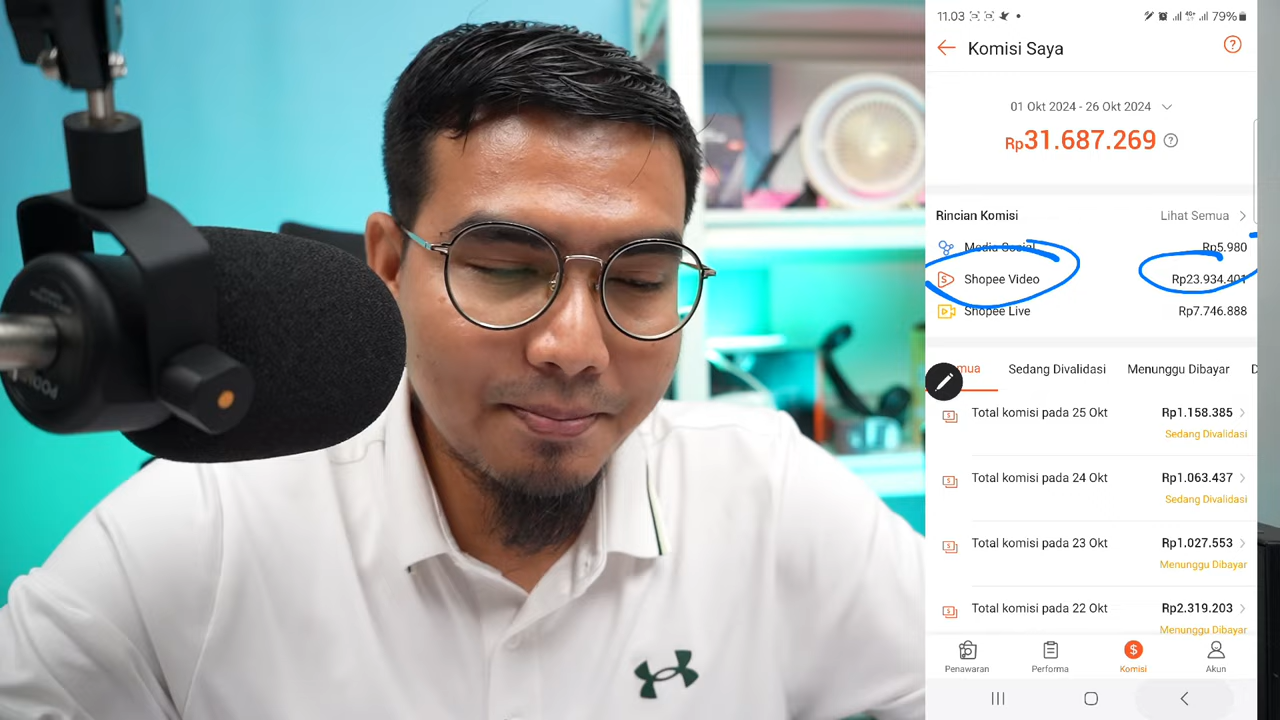 11.03
4G+
79%
Komisi Saya
?
01 Okt 2024 - 26 Okt 2024
Rp31.687.269 ?
Rincian Komisi Lihat Semua
Media Sosial Rp5.980
Shopee Video Rp23.934.401
Shopee Live Rp7.746.888
mua Sedang Divalidasi Menunggu Dibayar D
Total komisi pada 25 Okt Rp1.158.385
Sedang Divalidasi
Total komisi pada 24 Okt Rp1.063.437
Sedang Divalidasi
Total komisi pada 23 Okt Rp1.027.553
Menunggu Dibayar
Total komisi pada 22 Okt Rp2.319.203
Menunggu Dibayar
Penawaran Performa Komisi Akun